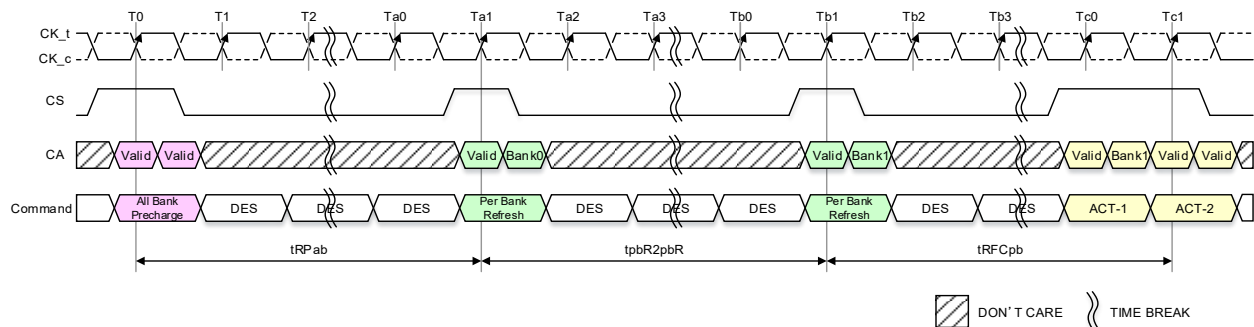 T0 T1 T2 Ta0 Ta1 Ta2 Ta3 Tb0 Tb1 Tb2 Tb3 Tc0 Tc1
CK_t
CK_c
CS
CA Valid Valid Valid Bank0 Valid Bank1 Valid Bank1 Valid Valid
Command All Bank Precharge DES DES DES Per Bank Refresh DES DES DES Per Bank Refresh DES DES ACT-1 ACT-2
tRPab tpbR2pbR tRFCpb
DON'T CARE TIME BREAK